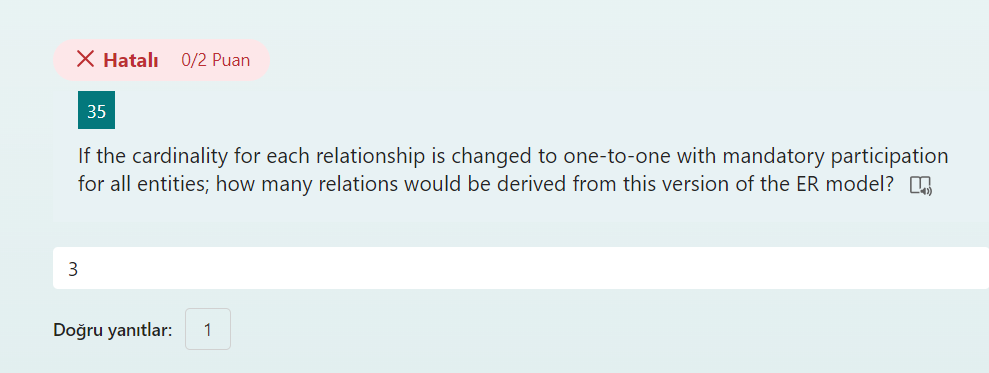 Hatalı 0/2 Puan
35
If the cardinality for each relationship is changed to one-to-one with mandatory participation
for all entities; how many relations would be derived from this version of the ER model?
3
Doğru yanıtlar: 1